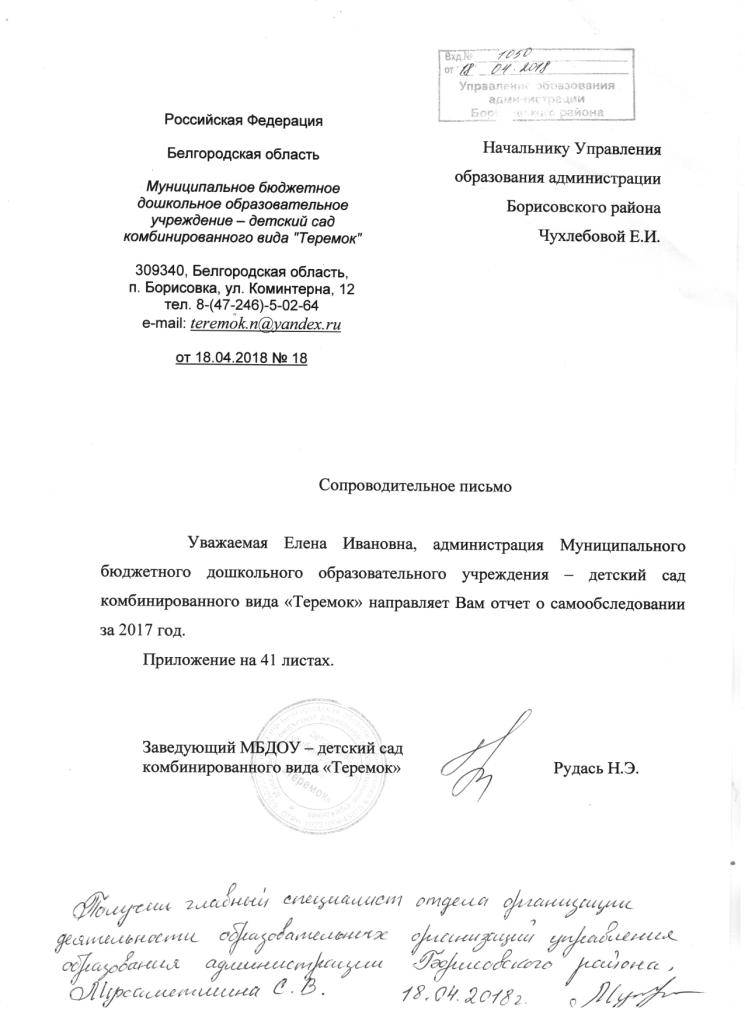 Вхд.№ 1050
от 18 04.2018
Управление образования
администрации
Борисовского района
Российская Федерация
Белгородская область
Муниципальное бюджетное
дошкольное образовательное
учреждение – детский сад
комбинированного вида "Теремок"
309340, Белгородская область,
п. Борисовка, ул. Коминтерна, 12
тел. 8-(47-246)-5-02-64
e-mail: teremok.n@yandex.ru
от 18.04.2018 № 18
Начальнику Управления
образования администрации
Борисовского района
Чухлебовой Е.И.
Сопроводительное письмо
Уважаемая Елена Ивановна, администрация Муниципального
бюджетного дошкольного образовательного учреждения – детский сад
комбинированного вида «Теремок» направляет Вам отчет о самообследовании
за 2017 год.
Приложение на 41 листах.
Заведующий МБДОУ – детский сад
комбинированного вида «Теремок»
Рудась Н.Э.
«Теремок»
Получил главный специалист отдела организации
деятельности образовательных организаций управления
образования администрации Борисовского района,
С.В. 18.04.2018г.